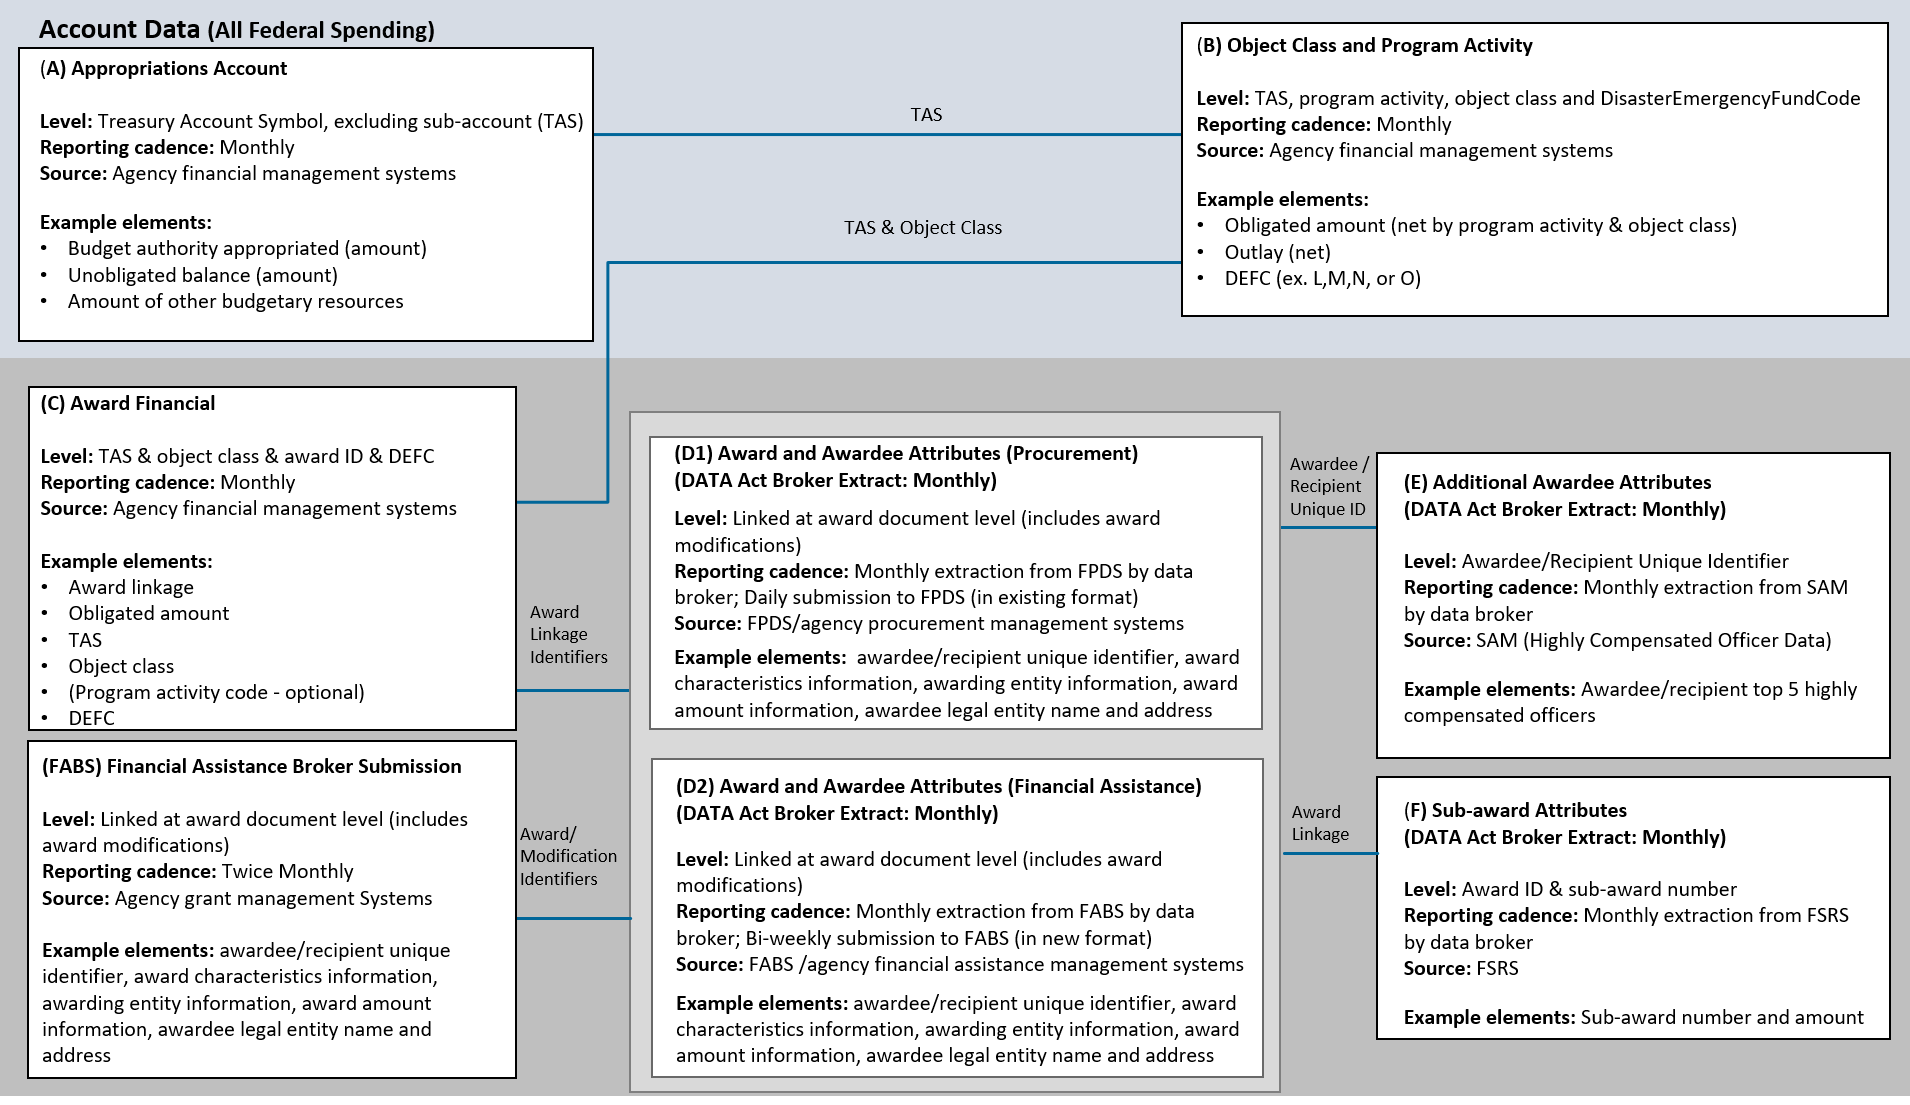 Account Data (All Federal Spending)
(A) Appropriations Account
Level: Treasury Account Symbol, excluding sub-account (TAS)
Reporting cadence: Monthly
Source: Agency financial management systems
Example elements:
• Budget authority appropriated (amount)
• Unobligated balance (amount)
• Amount of other budgetary resources
TAS
TAS & Object Class
(B) Object Class and Program Activity
Level: TAS, program activity, object class and DisasterEmergencyFundCode
Reporting cadence: Monthly
Source: Agency financial management systems
Example elements:
• Obligated amount (net by program activity & object class)
• Outlay (net)
• DEFC (ex. L,M,N, or O)
(C) Award Financial
Level: TAS & object class & award ID & DEFC
Reporting cadence: Monthly
Source: Agency financial management systems
Example elements:
• Award linkage
• Obligated amount
• TAS
• Object class
• (Program activity code - optional)
• DEFC
Award
Linkage
Identifiers
(FABS) Financial Assistance Broker Submission
Level: Linked at award document level (includes
award modifications)
Reporting cadence: Twice Monthly
Source: Agency grant management Systems
Example elements: awardee/recipient unique
identifier, award characteristics information,
awarding entity information, award amount
information, awardee legal entity name and
address
Award/
Modification
Identifiers
(D1) Award and Awardee Attributes (Procurement)
(DATA Act Broker Extract: Monthly)
Level: Linked at award document level (includes award
modifications)
Reporting cadence: Monthly extraction from FPDS by data
broker; Daily submission to FPDS (in existing format)
Source: FPDS/agency procurement management systems
Example elements: awardee/recipient unique identifier, award
characteristics information, awarding entity information, award
amount information, awardee legal entity name and address
(D2) Award and Awardee Attributes (Financial Assistance)
(DATA Act Broker Extract: Monthly)
Level: Linked at award document level (includes award
modifications)
Reporting cadence: Monthly extraction from FABS by data
broker; Bi-weekly submission to FABS (in new format)
Source: FABS /agency financial assistance management systems
Example elements: awardee/recipient unique identifier, award
characteristics information, awarding entity information, award
amount information, awardee legal entity name and address
Awardee /
Recipient
Unique ID
(E) Additional Awardee Attributes
(DATA Act Broker Extract: Monthly)
Level: Awardee/Recipient Unique Identifier
Reporting cadence: Monthly extraction from SAM
by data broker
Source: SAM (Highly Compensated Officer Data)
Example elements: Awardee/recipient top 5 highly
compensated officers
Award
Linkage
(F) Sub-award Attributes
(DATA Act Broker Extract: Monthly)
Level: Award ID & sub-award number
Reporting cadence: Monthly extraction from FSRS
by data broker
Source: FSRS
Example elements: Sub-award number and amount